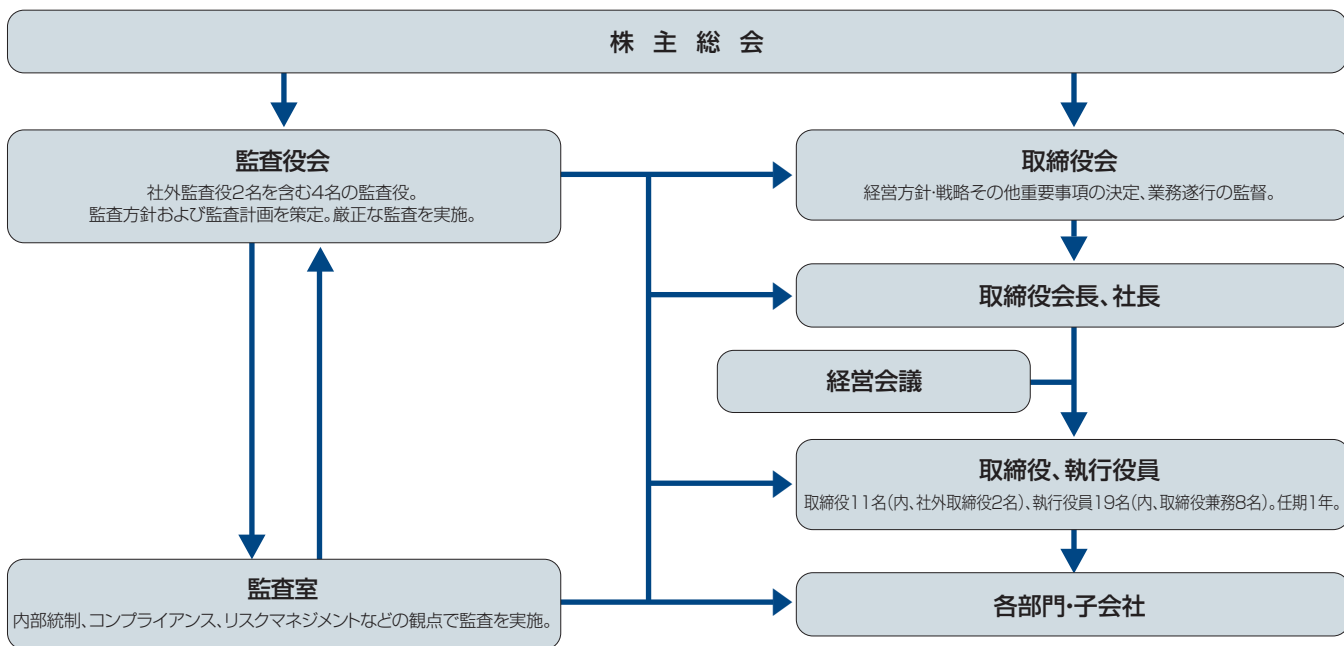 株主総会
監査役会
社外監査役2名を含む4名の監査役。
監査方針および監査計画を策定。厳正な監査を実施。
取締役会
経営方針・戦略その他重要事項の決定、業務遂行の監督。
取締役会長、社長
経営会議
取締役、執行役員
取締役11名(内、社外取締役2名)、執行役員19名(内、取締役兼務8名)。任期1年。
監査室
内部統制、コンプライアンス、リスクマネジメントなどの観点で監査を実施。
各部門・子会社